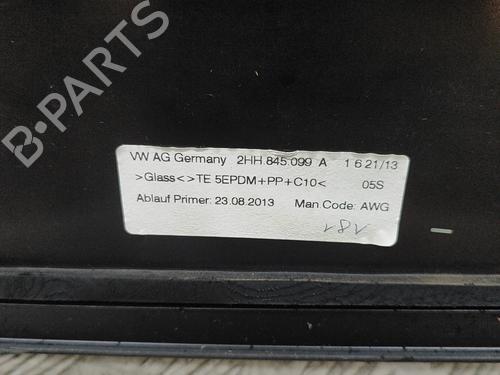 VW AG Germany 2HH.845.099 A 1 6 21/13
>Glass<>TE 5EPDM+PP+C10< 05S
Ablauf Primer: 23.08.2013 Man.Code: AWG
181
B-PARTS